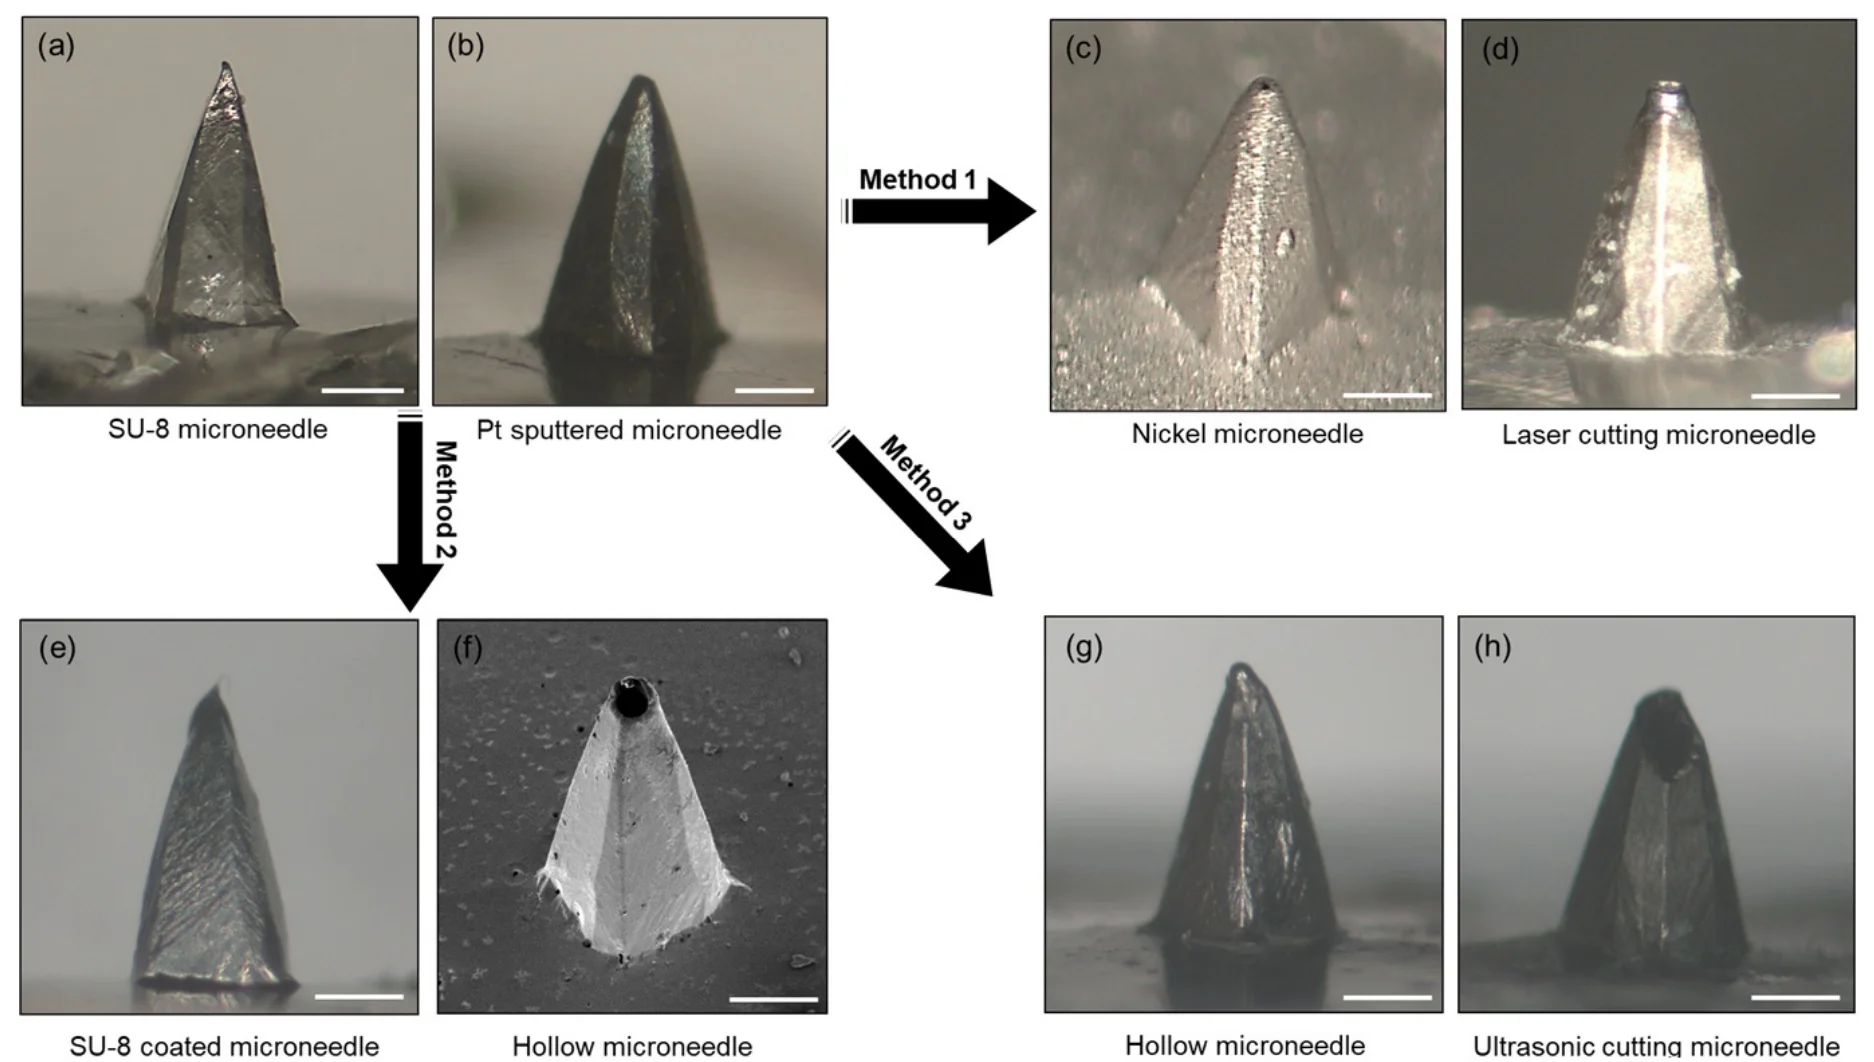 (a)
(b)
(c)
(d)
Method 1
SU-8 microneedle
Pt sputtered microneedle
Nickel microneedle
Laser cutting microneedle
Method 2
Method 3
(e)
(f)
(g)
(h)
SU-8 coated microneedle
Hollow microneedle
Hollow microneedle
Ultrasonic cutting microneedle